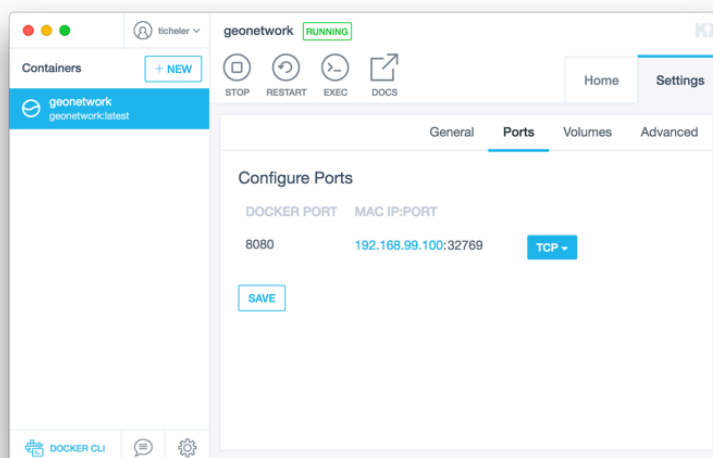 ticheler
geonetwork RUNNING
Containers
+ NEW
STOP RESTART EXEC DOCS
Home Settings
geonetwork
geonetwork:latest
General Ports Volumes Advanced
Configure Ports
DOCKER PORT MAC IP:PORT
8080 192.168.99.100:32769 TCP
SAVE
DOCKER CLI